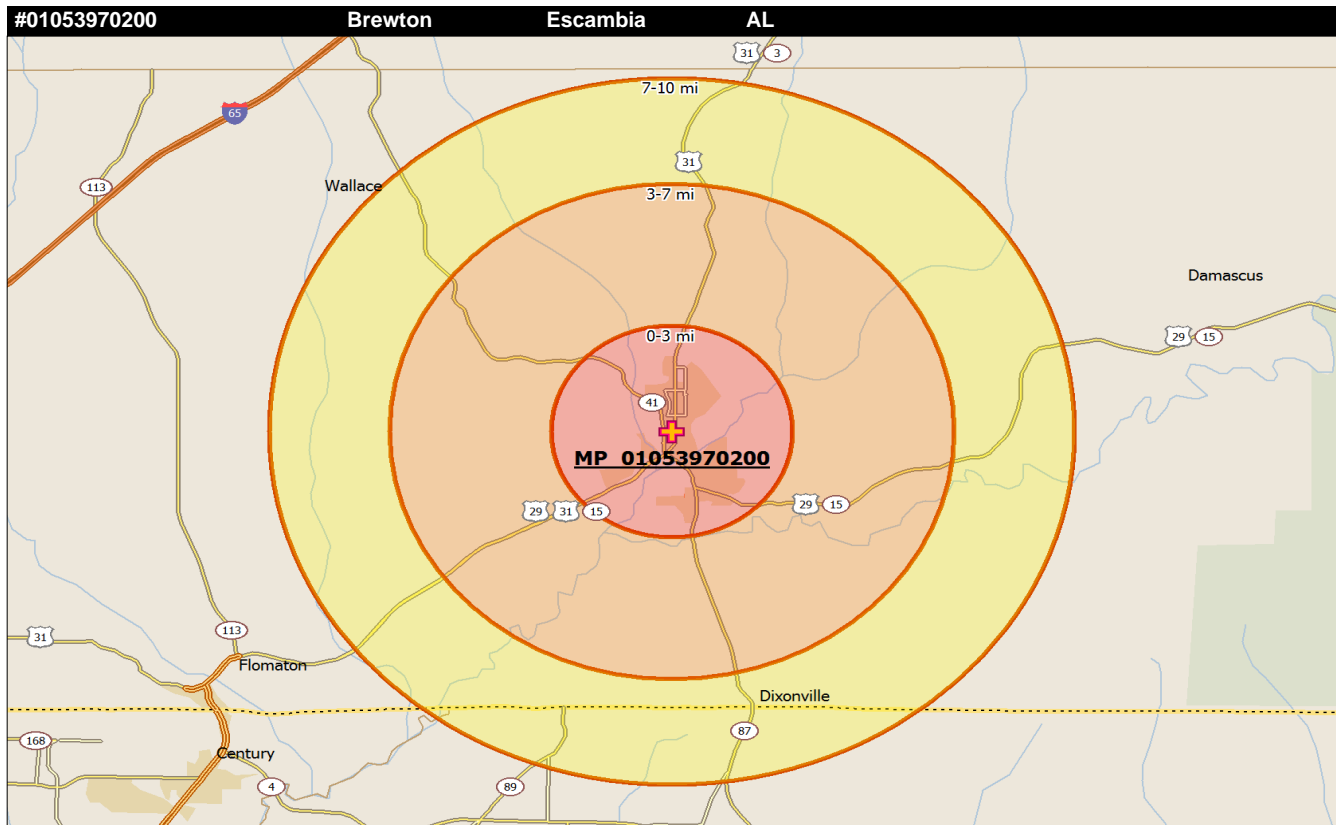 #01053970200 Brewton Escambia AL
31 3
7-10 mi
65
31
113
Wallace
3-7 mi
Damascus
0-3 mi
29 15
41
MP 01053970200
29 31 15
29 15
113
31
Flomaton
Dixonville
87
168
Century
4
89